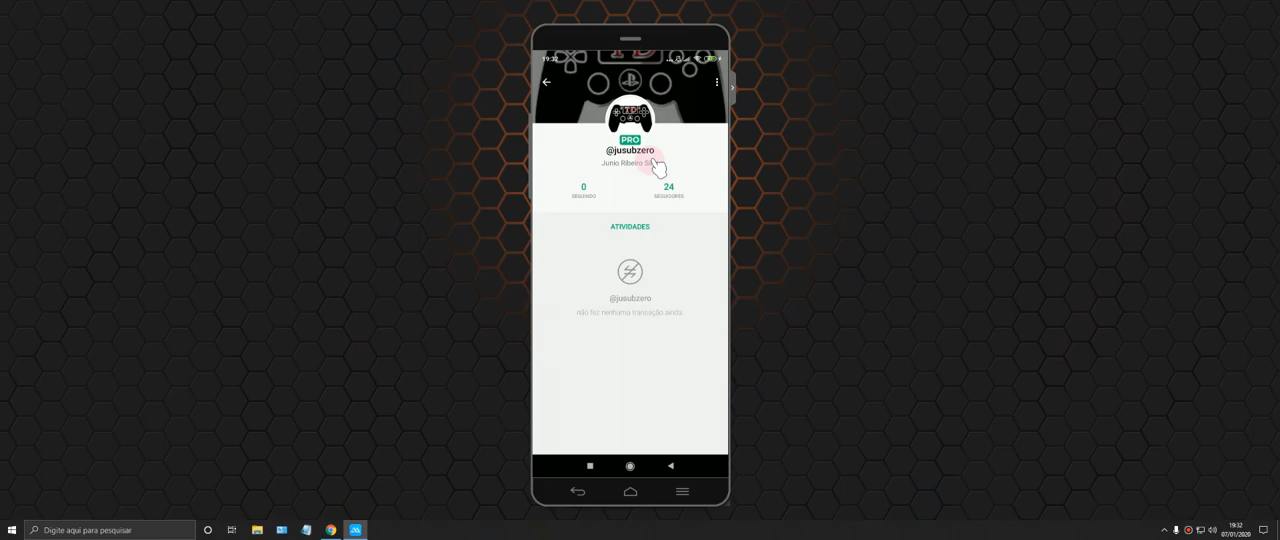 19:32
PRO
@jusubzero
Junio Ribeiro
0
24
SEGUINDO
SEGUIDORES
ATIVIDADES
@jusubzero
não fez nenhuma transação ainda.
Digite aqui para pesquisar
19:32
07/01/2020